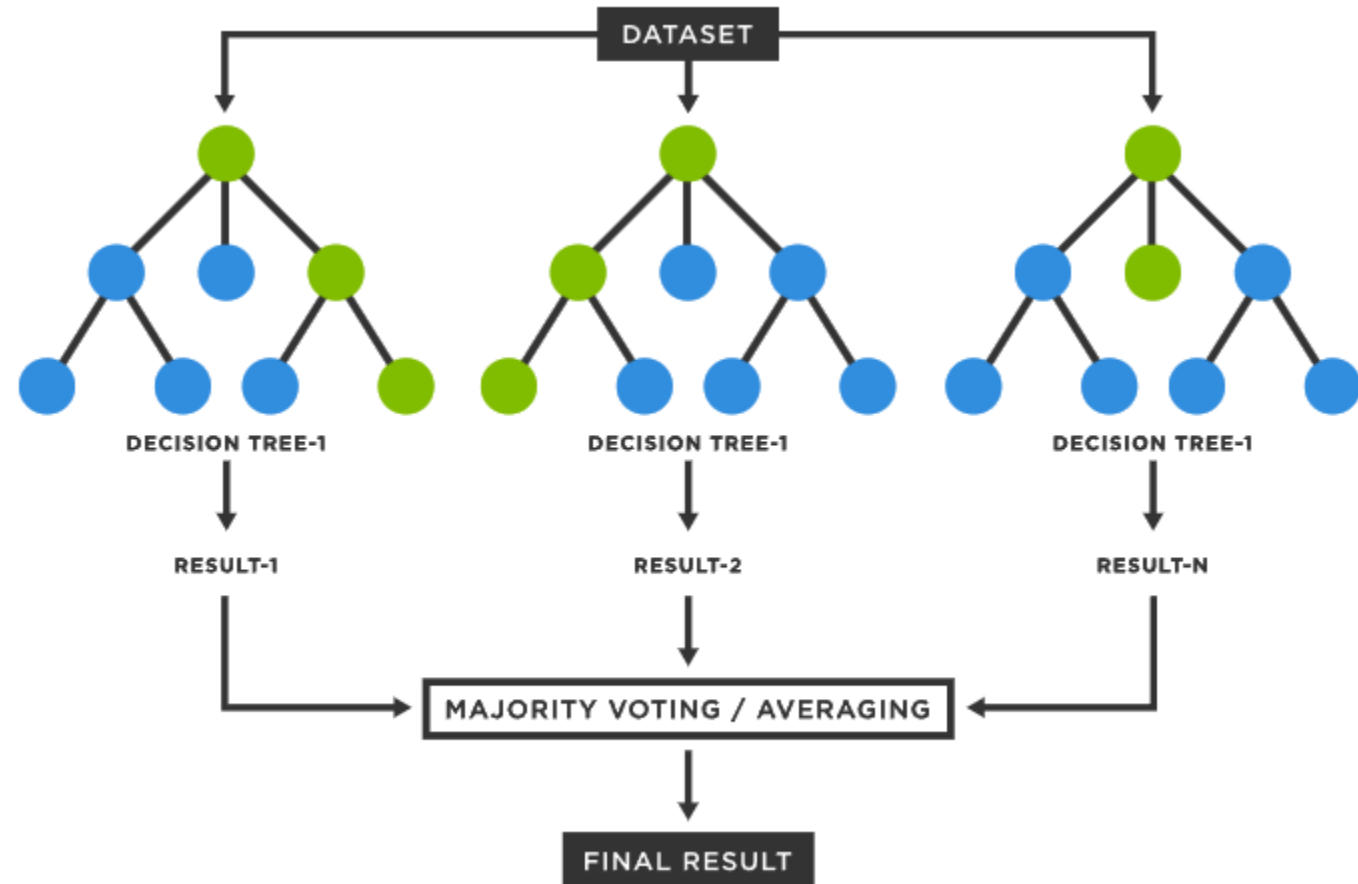 DATASET
DECISION TREE-1
DECISION TREE-1
DECISION TREE-1
RESULT-1
RESULT-2
RESULT-N
MAJORITY VOTING / AVERAGING
FINAL RESULT